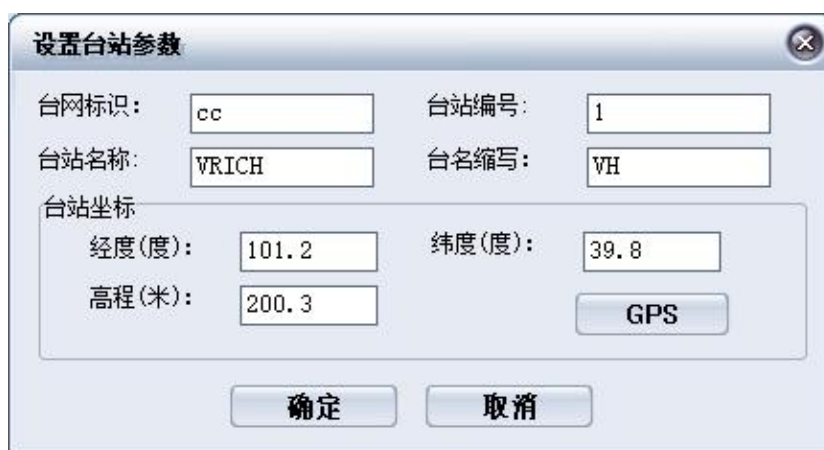 设置台站参数
台网标识： cc 台站编号: 1
台站名称: VRICH 台名缩写： VH
台站坐标
经度(度)： 101.2 纬度(度)： 39.8
高程(米)： 200.3 GPS
确定 取消